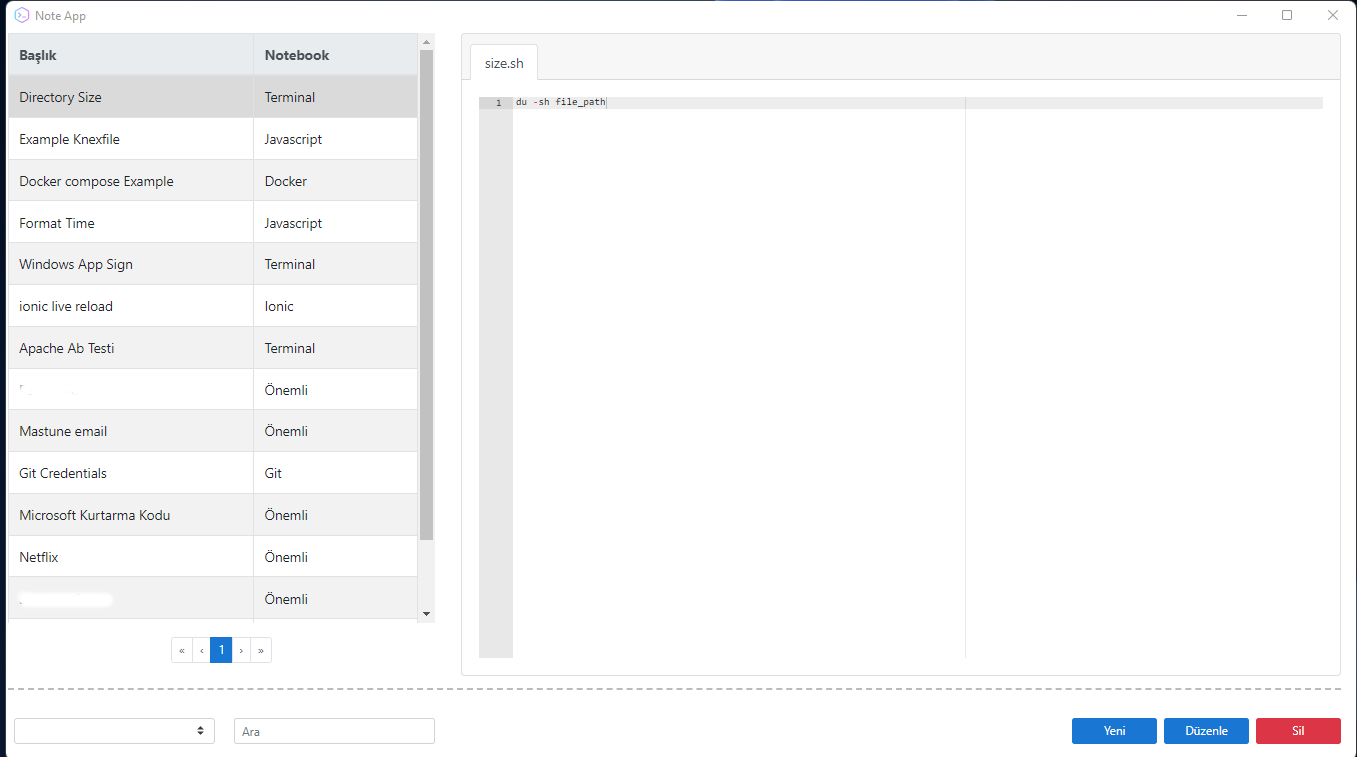 Note App
Başlık Notebook
Directory Size Terminal
Example Knexfile Javascript
Docker compose Example Docker
Format Time Javascript
Windows App Sign Terminal
ionic live reload Ionic
Apache Ab Testi Terminal
Önemli
Mastune email Önemli
Git Credentials Git
Microsoft Kurtarma Kodu Önemli
Netflix Önemli
Önemli
« ‹ 1 › »
size.sh
1 du -sh file_path
Ara
Yeni Düzenle Sil